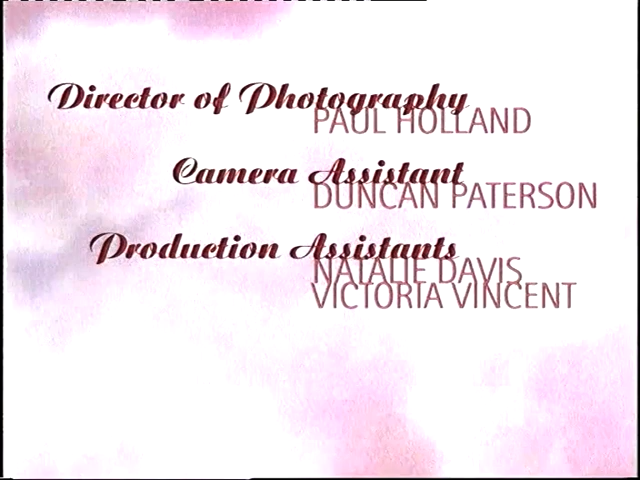 Director of Photography
PAUL HOLLAND
Camera Assistant
DUNCAN PATERSON
Production Assistants
NATALIE DAVIS
VICTORIA VINCENT